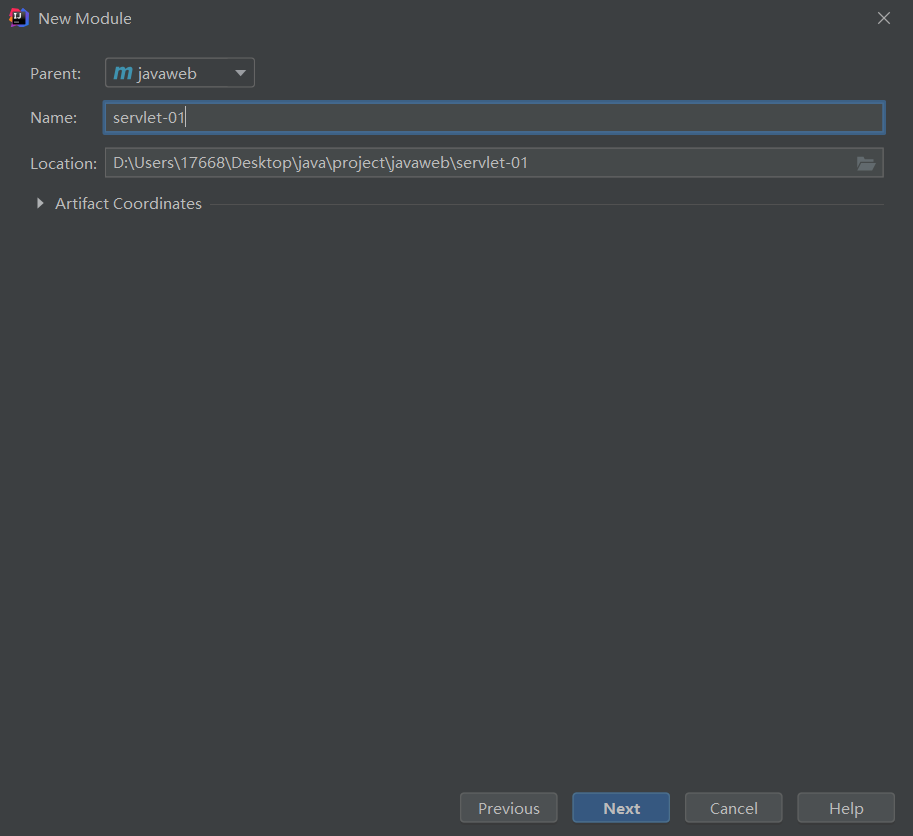 New Module
Parent: javaweb
Name: servlet-01
Location: D:\Users\17668\Desktop\java\project\javaweb\servlet-01
Artifact Coordinates
Previous Next Cancel Help